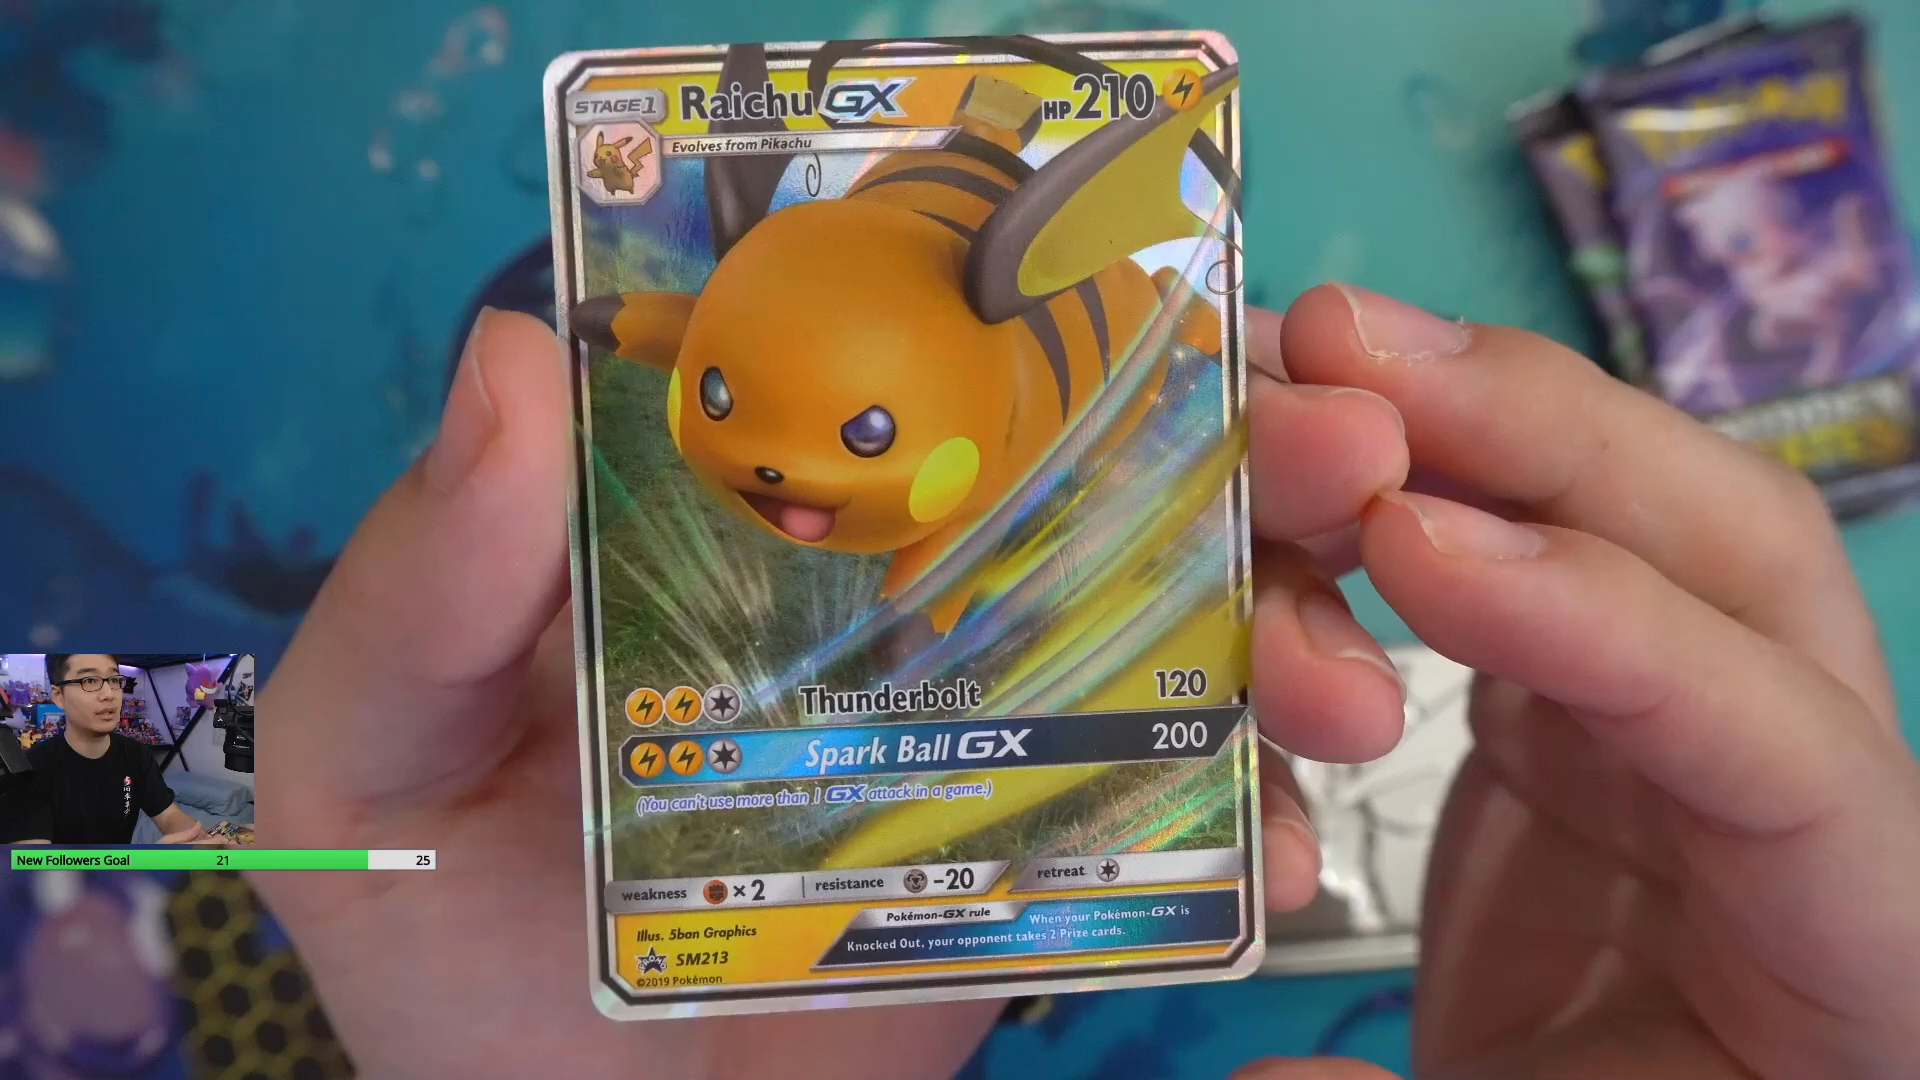 STAGE1 Raichu GX HP210
Evolves from Pikachu
Thunderbolt 120
Spark Ball GX 200
(You can't use more than 1 GX attack in a game.)
weakness ×2 resistance -20 retreat
Pokémon-GX rule When your Pokémon-GX is
Knocked Out, your opponent takes 2 Prize cards.
Illus. 5ban Graphics
PROMO SM213
©2019 Pokémon
New Followers Goal 21 25